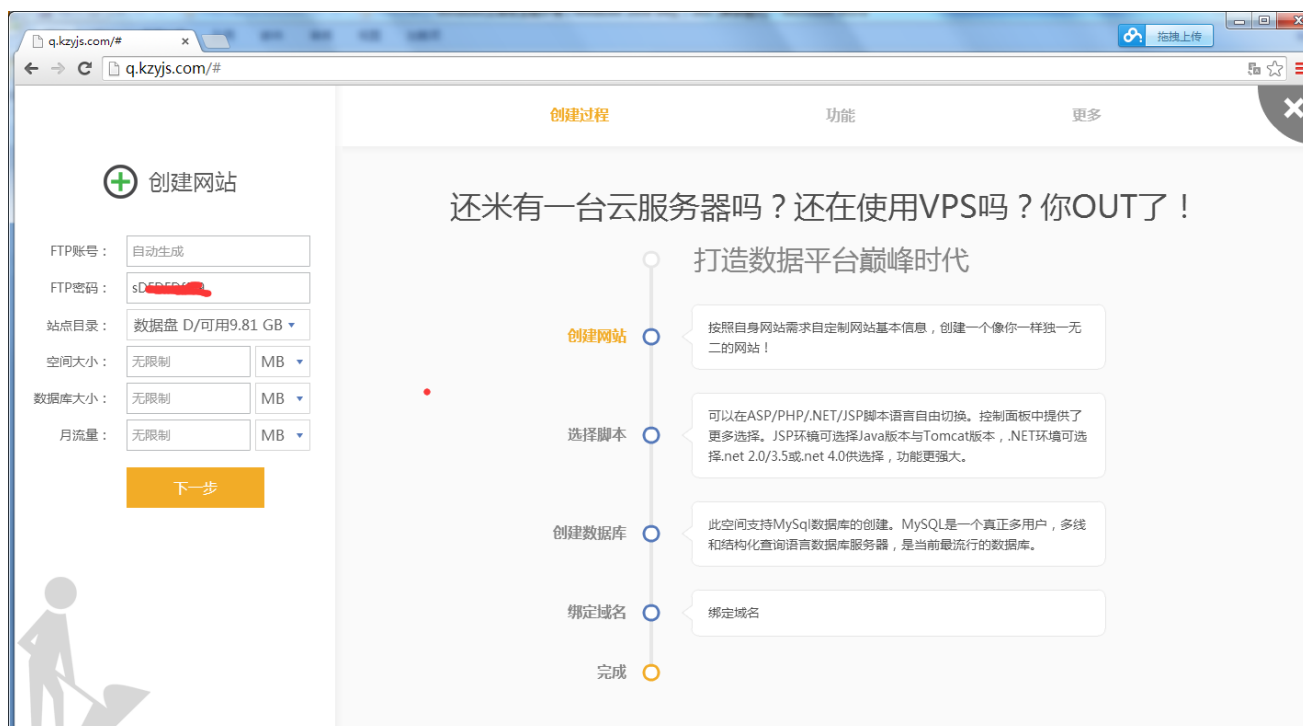 q.kzyjs.com/#
拖拽上传
q.kzyjs.com/#
创建过程
功能
更多
创建网站
FTP账号：
自动生成
FTP密码：
站点目录：
数据盘 D/可用9.81 GB
空间大小：
无限制
MB
数据库大小：
无限制
MB
月流量：
无限制
MB
下一步
还米有一台云服务器吗？还在使用VPS吗？你OUT了！
打造数据平台巅峰时代
创建网站
按照自身网站需求自定制网站基本信息，创建一个像你一样独一无
二的网站！
选择脚本
可以在ASP/PHP/.NET/JSP脚本语言自由切换。控制面板中提供了
更多选择。JSP环镜可选择Java版本与Tomcat版本，.NET环境可选
择.net 2.0/3.5或.net 4.0供选择，功能更强大。
创建数据库
此空间支持MySql数据库的创建。MySQL是一个真正多用户，多线
和结构化查询语言数据库服务器，是当前最流行的数据库。
绑定域名
绑定域名
完成